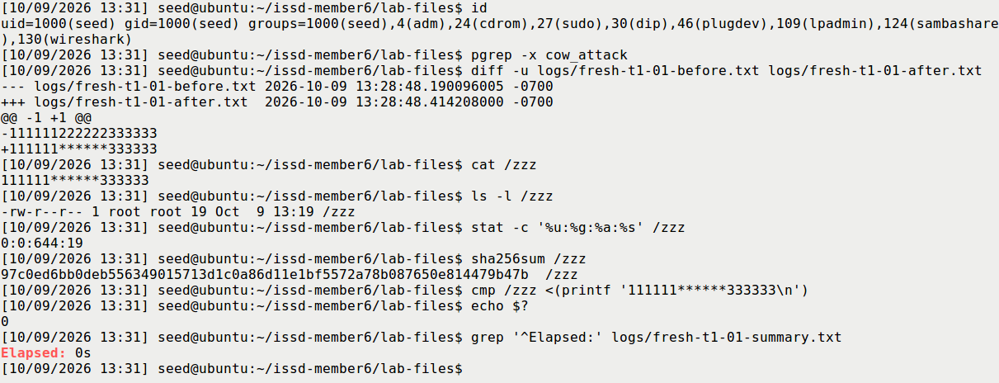 [10/09/2026 13:31] seed@ubuntu:~/issd-member6/lab-files$ id
uid=1000(seed) gid=1000(seed) groups=1000(seed),4(adm),24(cdrom),27(sudo),30(dip),46(plugdev),109(lpadmin),124(sambashare
),130(wireshark)
[10/09/2026 13:31] seed@ubuntu:~/issd-member6/lab-files$ pgrep -x cow_attack
[10/09/2026 13:31] seed@ubuntu:~/issd-member6/lab-files$ diff -u logs/fresh-t1-01-before.txt logs/fresh-t1-01-after.txt
--- logs/fresh-t1-01-before.txt 2026-10-09 13:28:48.190096005 -0700
+++ logs/fresh-t1-01-after.txt  2026-10-09 13:28:48.414208000 -0700
@@ -1 +1 @@
-111111222222333333
+111111******333333
[10/09/2026 13:31] seed@ubuntu:~/issd-member6/lab-files$ cat /zzz
111111******333333
[10/09/2026 13:31] seed@ubuntu:~/issd-member6/lab-files$ ls -l /zzz
-rw-r--r-- 1 root root 19 Oct  9 13:19 /zzz
[10/09/2026 13:31] seed@ubuntu:~/issd-member6/lab-files$ stat -c '%u:%g:%a:%s' /zzz
0:0:644:19
[10/09/2026 13:31] seed@ubuntu:~/issd-member6/lab-files$ sha256sum /zzz
97c0ed6bb0deb556349015713d1c0a86d11e1bf5572a78b087650e814479b47b  /zzz
[10/09/2026 13:31] seed@ubuntu:~/issd-member6/lab-files$ cmp /zzz <(printf '111111******333333\n')
[10/09/2026 13:31] seed@ubuntu:~/issd-member6/lab-files$ echo $?
0
[10/09/2026 13:31] seed@ubuntu:~/issd-member6/lab-files$ grep '^Elapsed:' logs/fresh-t1-01-summary.txt
Elapsed: 0s
[10/09/2026 13:31] seed@ubuntu:~/issd-member6/lab-files$